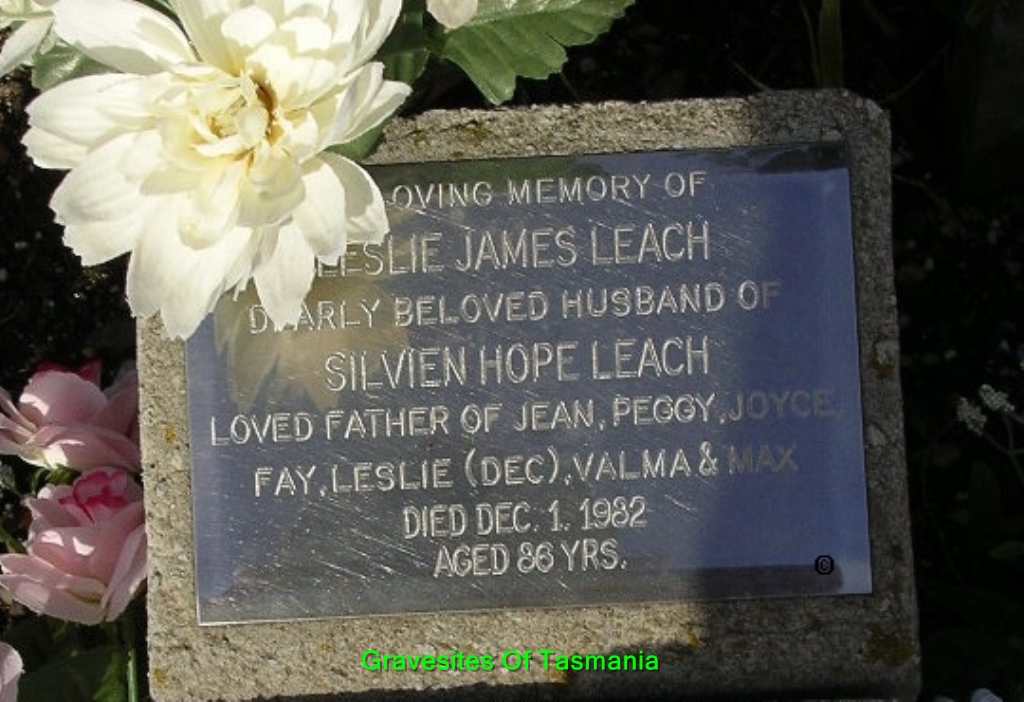 LOVING MEMORY OF
LESLIE JAMES LEACH
DEARLY BELOVED HUSBAND OF
SILVIEN HOPE LEACH
LOVED FATHER OF JEAN, PEGGY, JOYCE,
FAY, LESLIE (DEC), VALMA & MAX
DIED DEC. 1. 1982
AGED 86 YRS.
©
Gravesites Of Tasmania